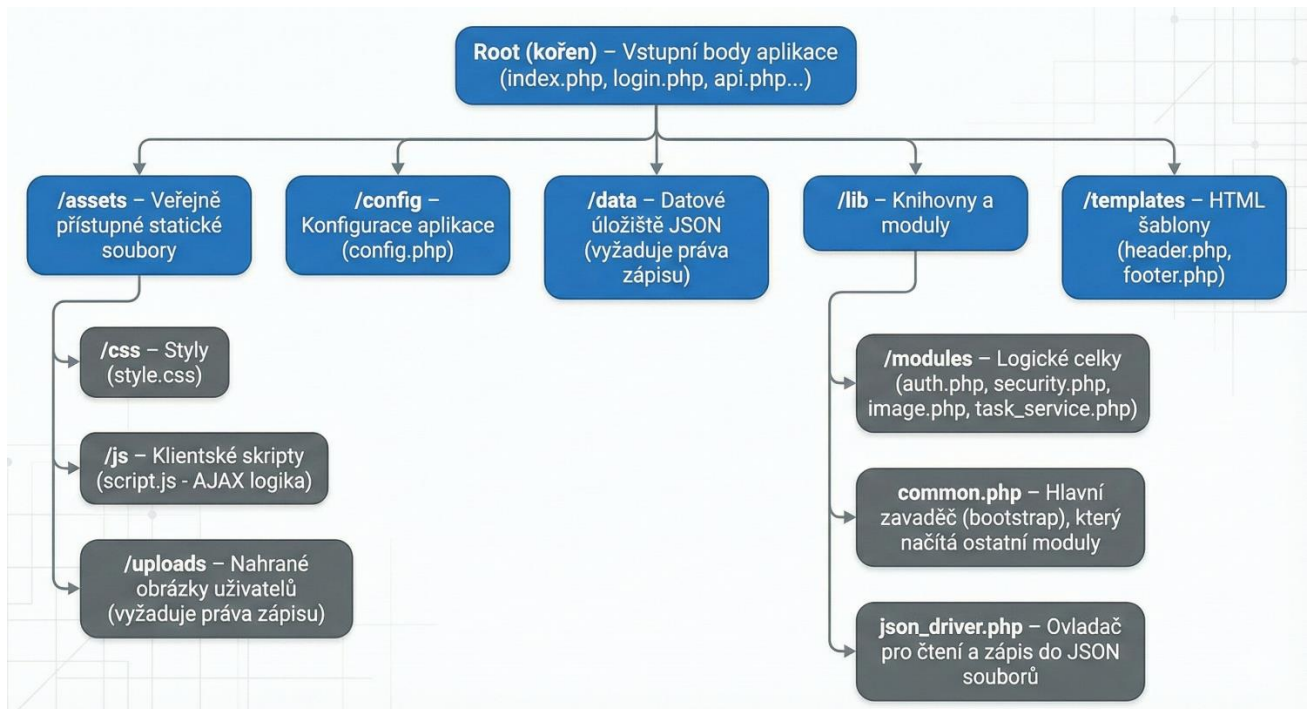 Root (kořen) – Vstupní body aplikace
(index.php, login.php, api.php...)
/assets – Veřejně
přístupné statické
soubory
/config –
Konfigurace aplikace
(config.php)
/data – Datové
úložiště JSON
(vyžaduje práva
zápisu)
/lib – Knihovny a
moduly
/templates – HTML
šablony
(header.php,
footer.php)
/css – Styly
(style.css)
/js – Klientské skripty
(script.js - AJAX logika)
/uploads – Nahrané
obrázky uživatelů
(vyžaduje práva zápisu)
/modules – Logické celky
(auth.php, security.php,
image.php, task_service.php)
common.php – Hlavní
zavaděč (bootstrap), který
načítá ostatní moduly
json_driver.php – Ovladač
pro čtení a zápis do JSON
souborů